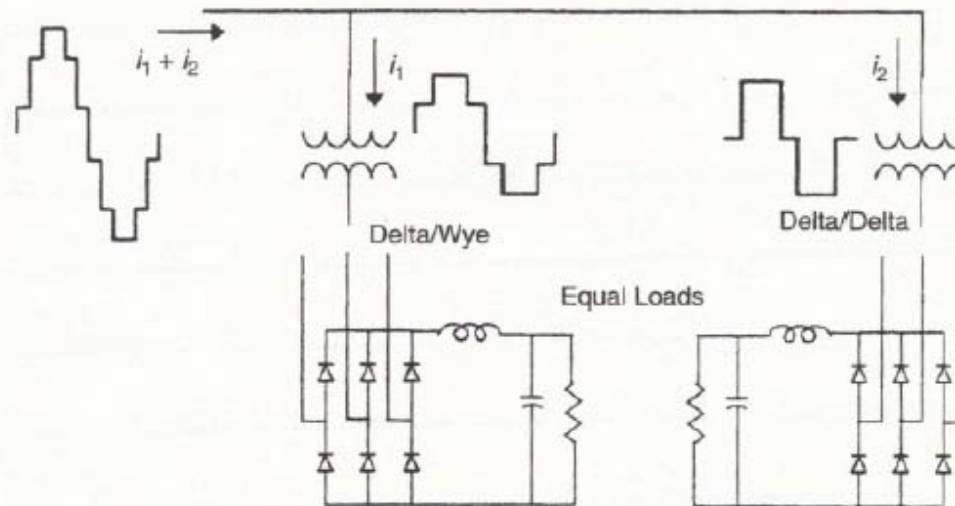 i₁ + i₂
i₁
i₂
Delta/Wye
Delta/Delta
Equal Loads